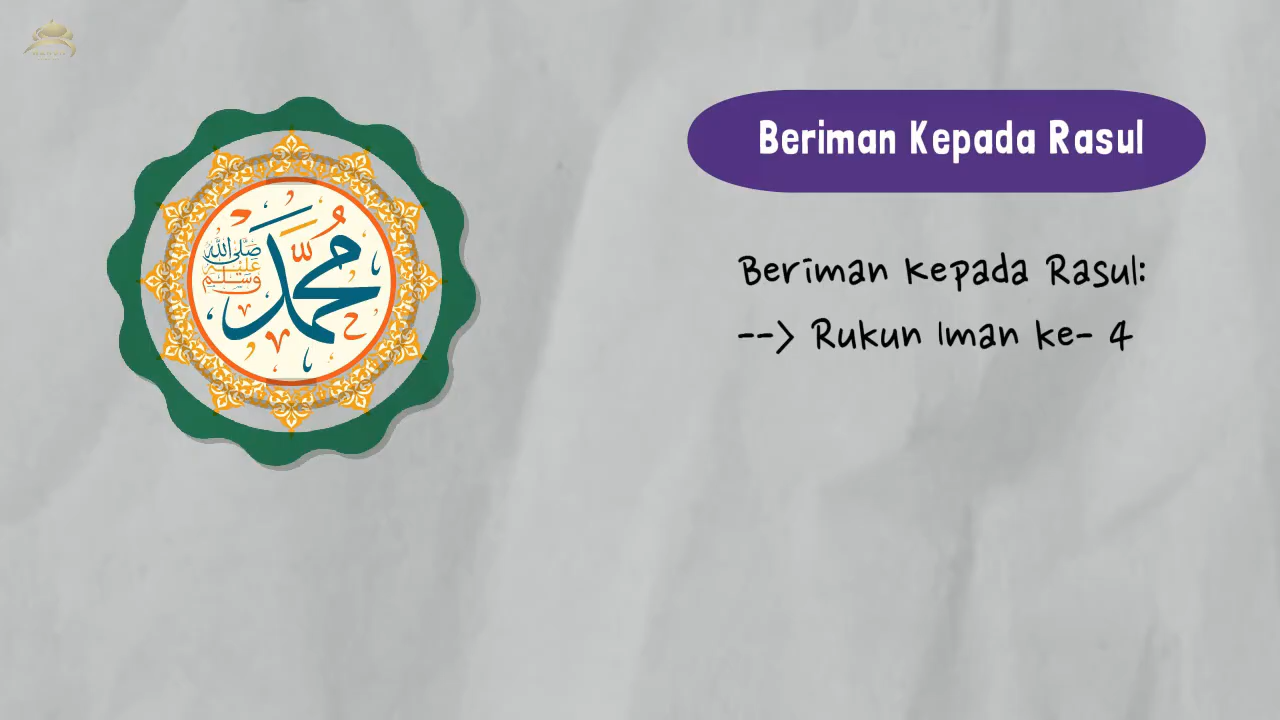 Beriman Kepada Rasul
محمد
صلى الله
عليه
وسلم
Beriman kepada Rasul:
--> Rukun Iman ke- 4